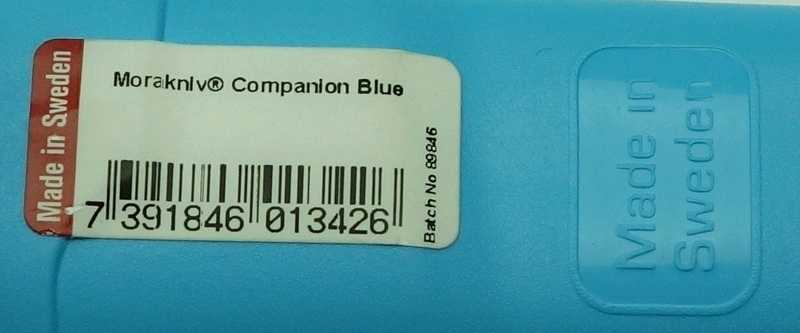 Made in Sweden
Morakniv® Companion Blue
7 391846 013426
Batch No 89846
Made in
Sweden